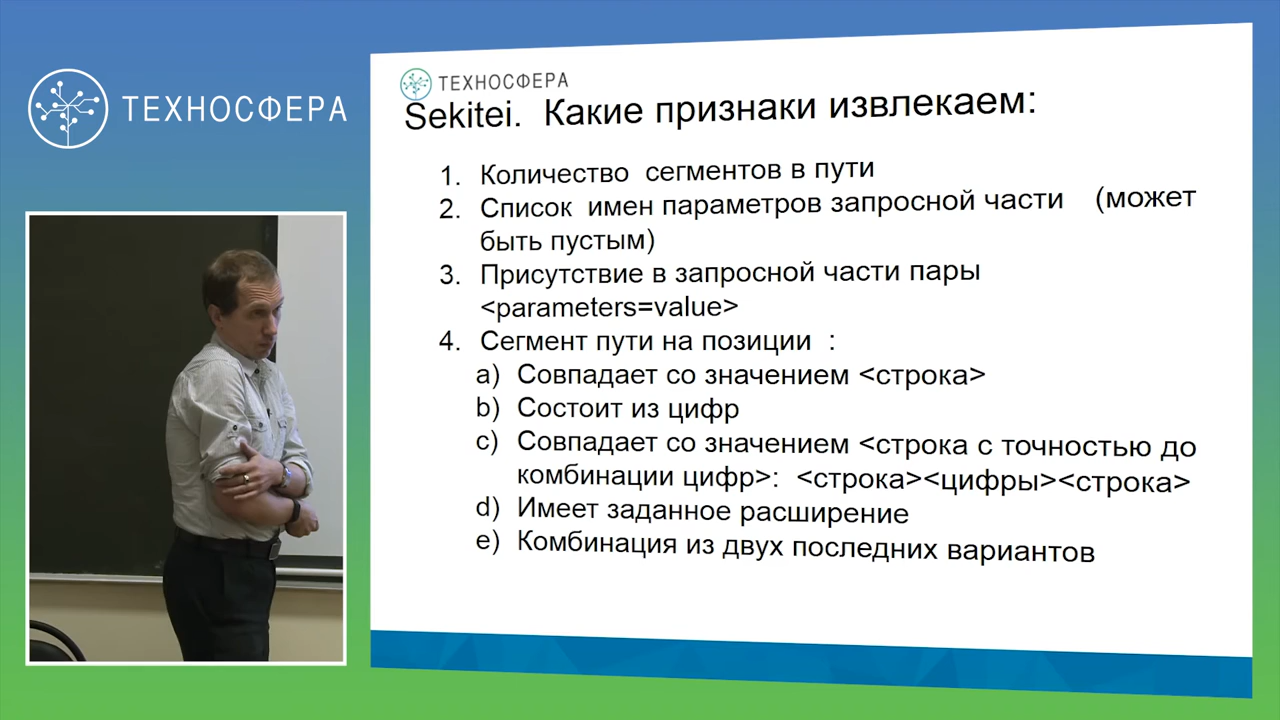 ТЕХНОСФЕРА
ТЕХНОСФЕРА
Sekitei. Какие признаки извлекаем:
1. Количество сегментов в пути
2. Список имен параметров запросной части (может
быть пустым)
3. Присутствие в запросной части пары
<parameters=value>
4. Сегмент пути на позиции :
a) Совпадает со значением <строка>
b) Состоит из цифр
c) Совпадает со значением <строка с точностью до
комбинации цифр>: <строка><цифры><строка>
d) Имеет заданное расширение
e) Комбинация из двух последних вариантов